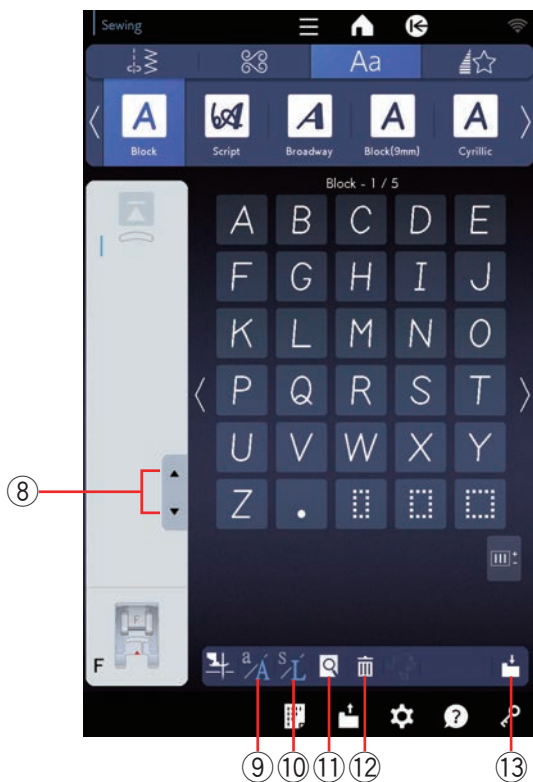 Sewing
Aa
A A A A
Block Script Broadway Block(9mm) Cyrillic
Block - 1 / 5
A B C D E
F G H I J
K L M N O
P Q R S T
U V W X Y
⑧
Z .
F
F
a/A s/L
?
⑨ ⑩ ⑪ ⑫ ⑬